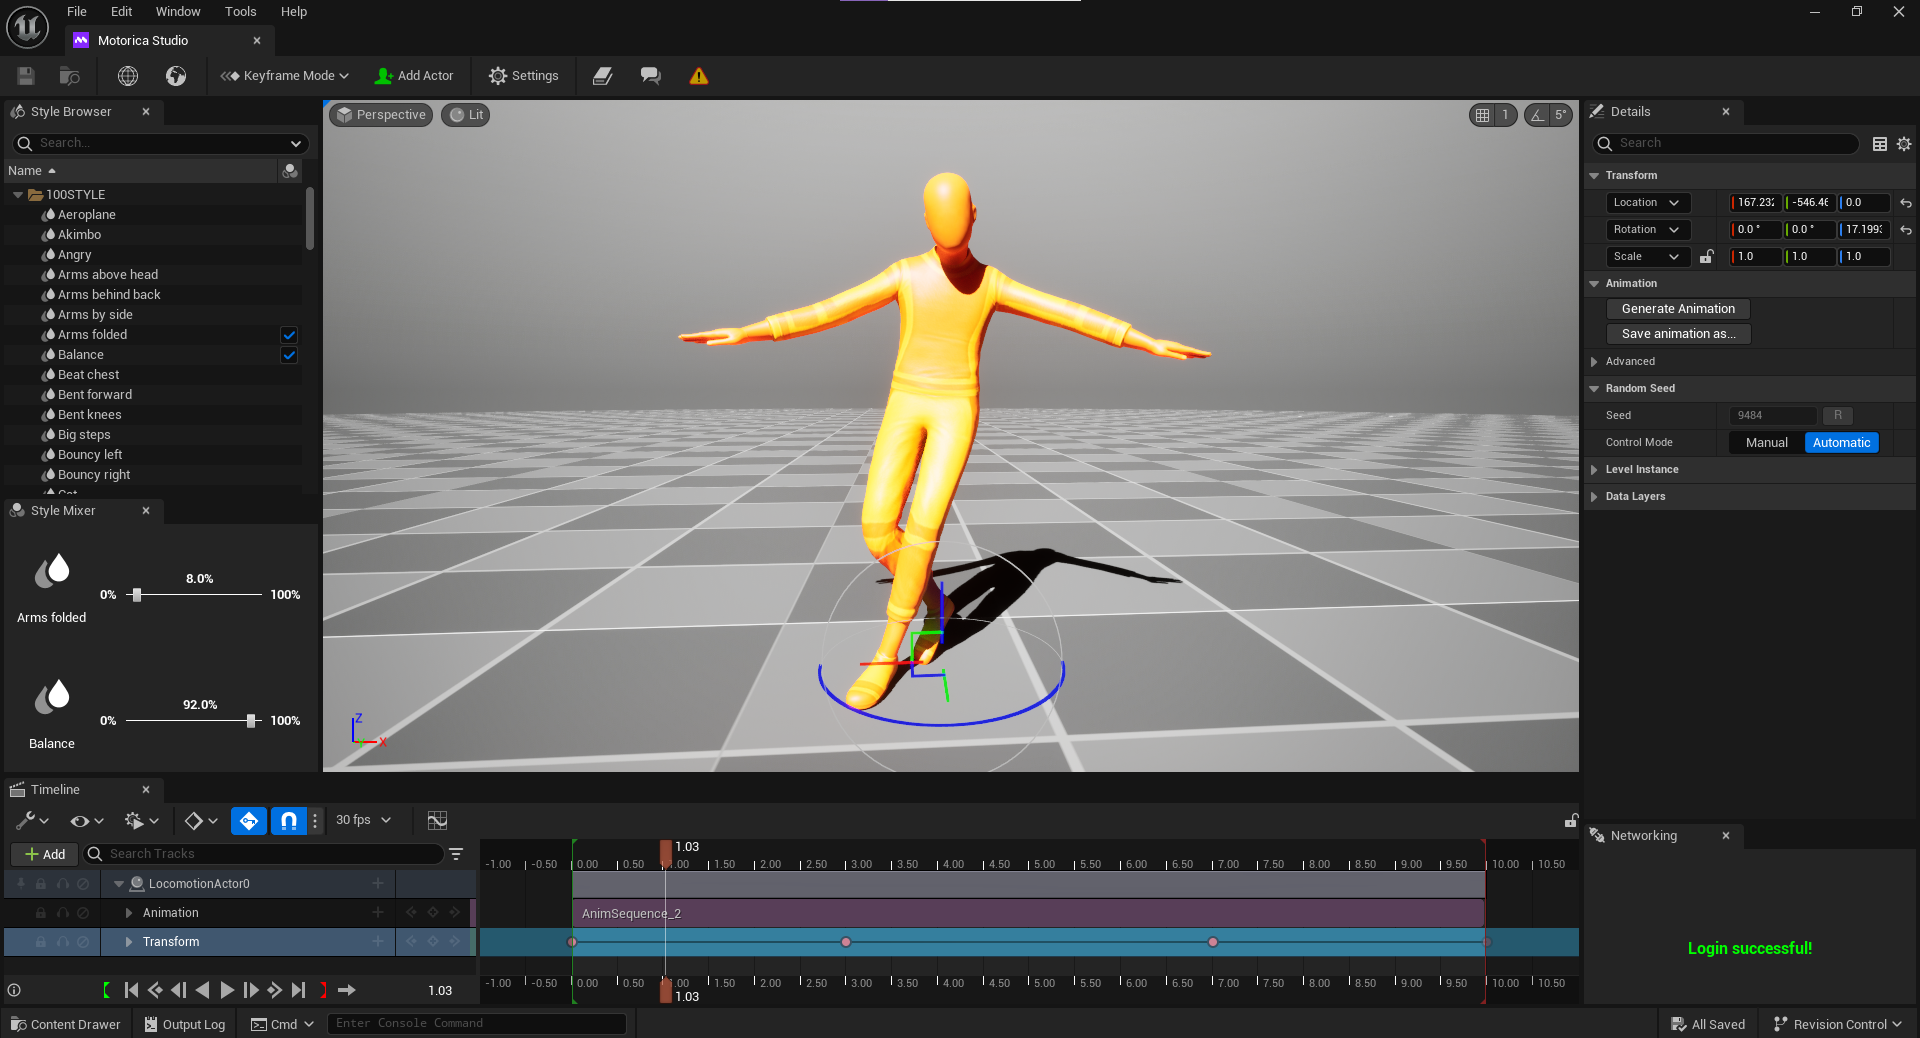 File Edit Window Tools Help
Motorica Studio
Keyframe Mode Add Actor Settings
Style Browser
Search...
Name
100STYLE
Aeroplane
Akimbo
Angry
Arms above head
Arms behind back
Arms by side
Arms folded
Balance
Beat chest
Bent forward
Bent knees
Big steps
Bouncy left
Bouncy right
Style Mixer
8.0%
0% 100%
Arms folded
92.0%
0% 100%
Balance
Perspective Lit 1 5°
Z
X
Details
Search
Transform
Location 167.232 -546.46 0.0
Rotation 0.0 ° 0.0 ° 17.1993
Scale 1.0 1.0 1.0
Animation
Generate Animation
Save animation as...
Advanced
Random Seed
Seed 9484 R
Control Mode Manual Automatic
Level Instance
Data Layers
Timeline
30 fps
Add Search Tracks
1.03
-1.00 -0.50 0.00 0.50 1.00 1.50 2.00 2.50 3.00 3.50 4.00 4.50 5.00 5.50 6.00 6.50 7.00 7.50 8.00 8.50 9.00 9.50 10.00 10.50
LocomotionActor0
Animation
AnimSequence_2
Transform
-1.00 -0.50 0.00 0.50 1.00 1.50 2.00 2.50 3.00 3.50 4.00 4.50 5.00 5.50 6.00 6.50 7.00 7.50 8.00 8.50 9.00 9.50 10.00 10.50
1.03
1.03
Networking
Login successful!
Content Drawer Output Log Cmd Enter Console Command All Saved Revision Control